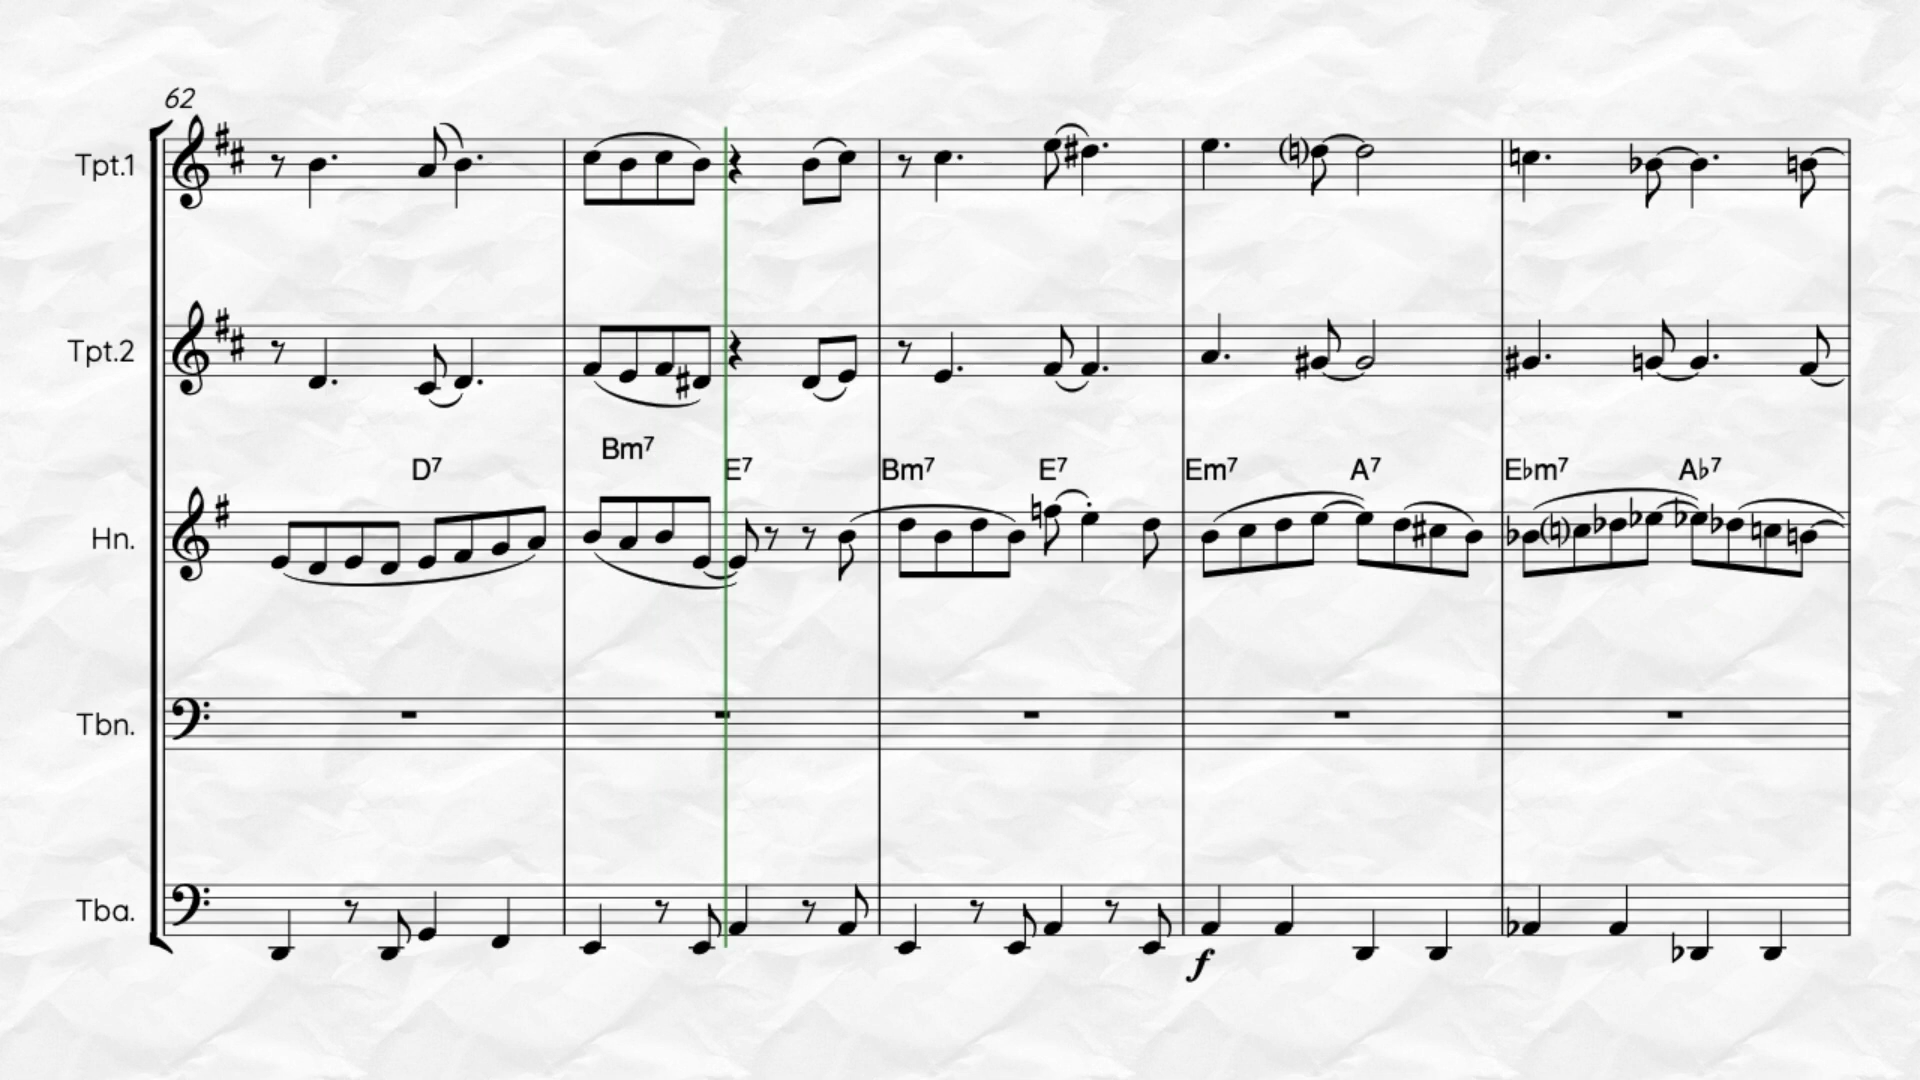 62
Tpt.1
Tpt.2
Bm7
D7 E7 Bm7 E7 Em7 A7 E♭m7 A♭7
Hn.
Tbn.
Tba.
f